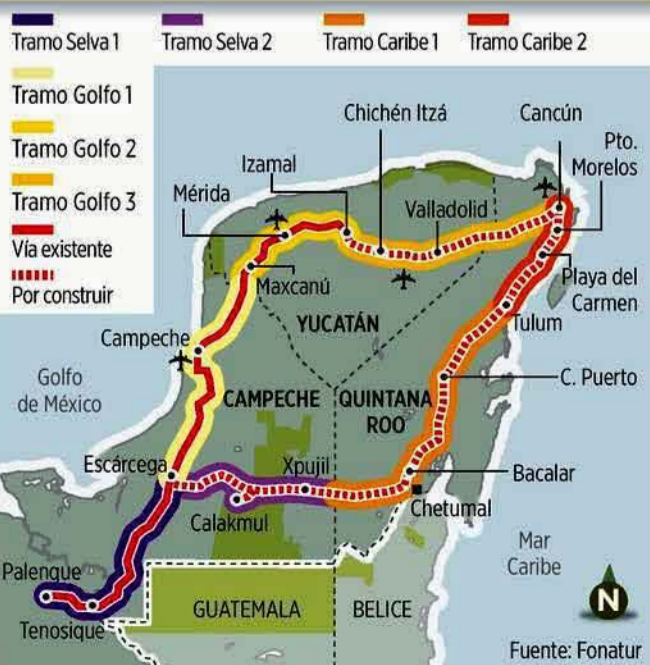 Tramo Selva 1
Tramo Selva 2
Tramo Caribe 1
Tramo Caribe 2
Tramo Golfo 1
Tramo Golfo 2
Tramo Golfo 3
Vía existente
Por construir
Chichén Itzá
Cancún
Pto.
Morelos
Izamal
Mérida
Valladolid
Maxcanú
Playa del
Carmen
YUCATÁN
Tulum
Campeche
Golfo
de México
C. Puerto
CAMPECHE
QUINTANA
ROO
Escárcega
Xpujil
Bacalar
Calakmul
Chetumal
Mar
Caribe
Palenque
Tenosique
GUATEMALA
BELICE
N
Fuente: Fonatur